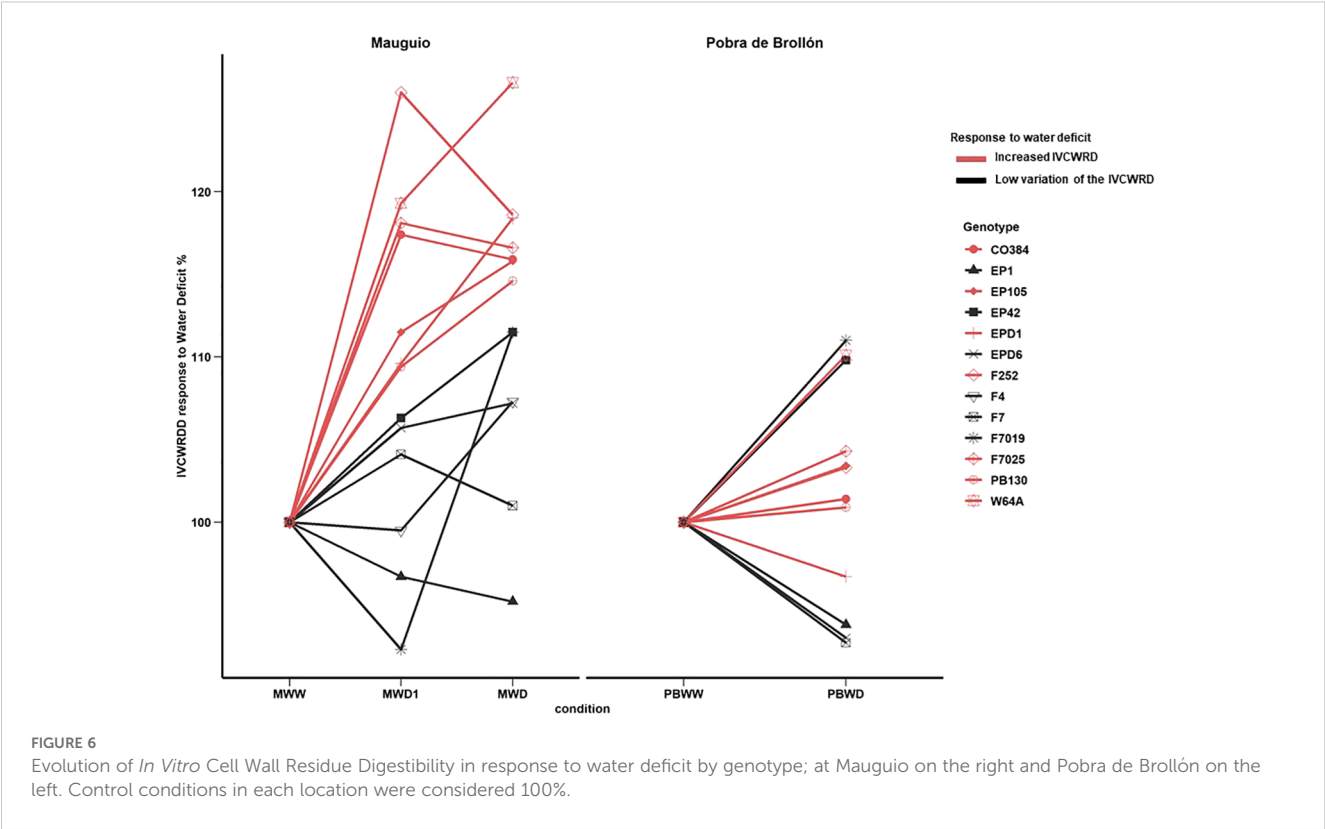 Mauguio
Pobra de Brollón
IVCWRDD response to Water Deficit %
120
110
100
MWW
MWD1
MWD
PBWW
PBWD
condition
Response to water deficit
Increased IVCWRD
Low variation of the IVCWRD
Genotype
CO384
EP1
EP105
EP42
EPD1
EPD6
F252
F4
F7
F7019
F7025
PB130
W64A
FIGURE 6
Evolution of In Vitro Cell Wall Residue Digestibility in response to water deficit by genotype; at Mauguio on the right and Pobra de Brollón on the
left. Control conditions in each location were considered 100%.